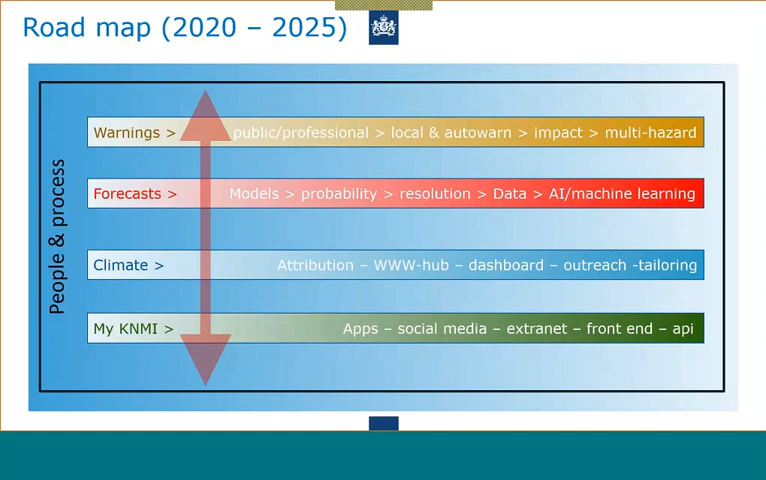 Road map (2020 – 2025)
People & process
Warnings > public/professional > local & autowarn > impact > multi-hazard
Forecasts > Models > probability > resolution > Data > AI/machine learning
Climate > Attribution – WWW-hub – dashboard – outreach -tailoring
My KNMI > Apps – social media – extranet – front end – api